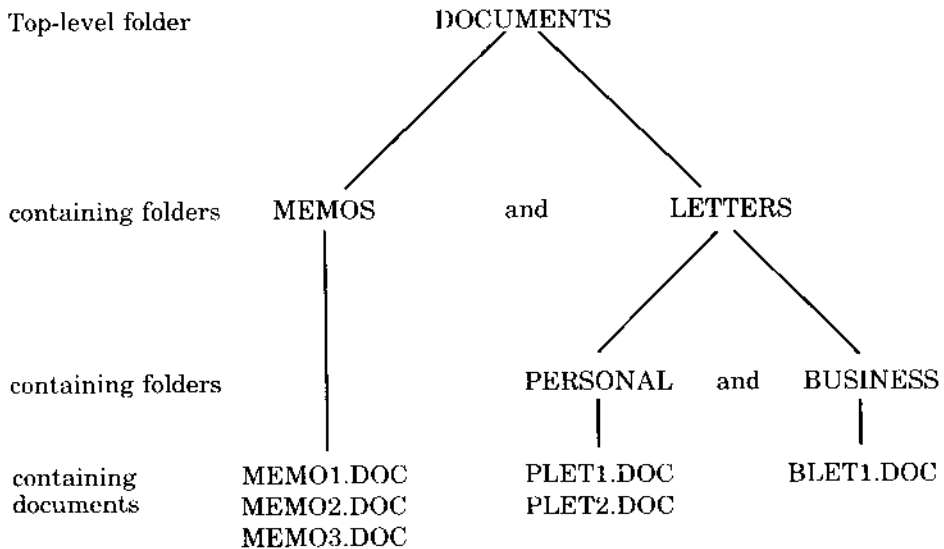 Top-level folder DOCUMENTS
containing folders MEMOS and LETTERS
containing folders PERSONAL and BUSINESS
containing MEMO1.DOC PLET1.DOC BLET1.DOC
documents MEMO2.DOC PLET2.DOC
MEMO3.DOC